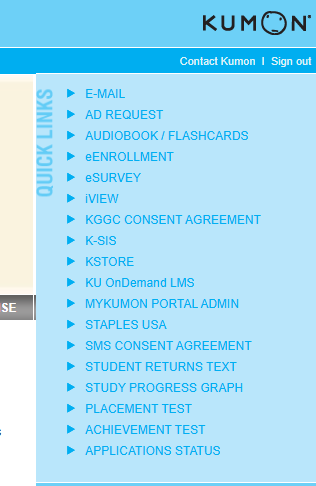 KUMON
Contact Kumon | Sign out
QUICK LINKS
E-MAIL
AD REQUEST
AUDIOBOOK / FLASHCARDS
eENROLLMENT
eSURVEY
iVIEW
KGGC CONSENT AGREEMENT
K-SIS
KSTORE
KU OnDemand LMS
MYKUMON PORTAL ADMIN
STAPLES USA
SMS CONSENT AGREEMENT
STUDENT RETURNS TEXT
STUDY PROGRESS GRAPH
PLACEMENT TEST
ACHIEVEMENT TEST
APPLICATIONS STATUS